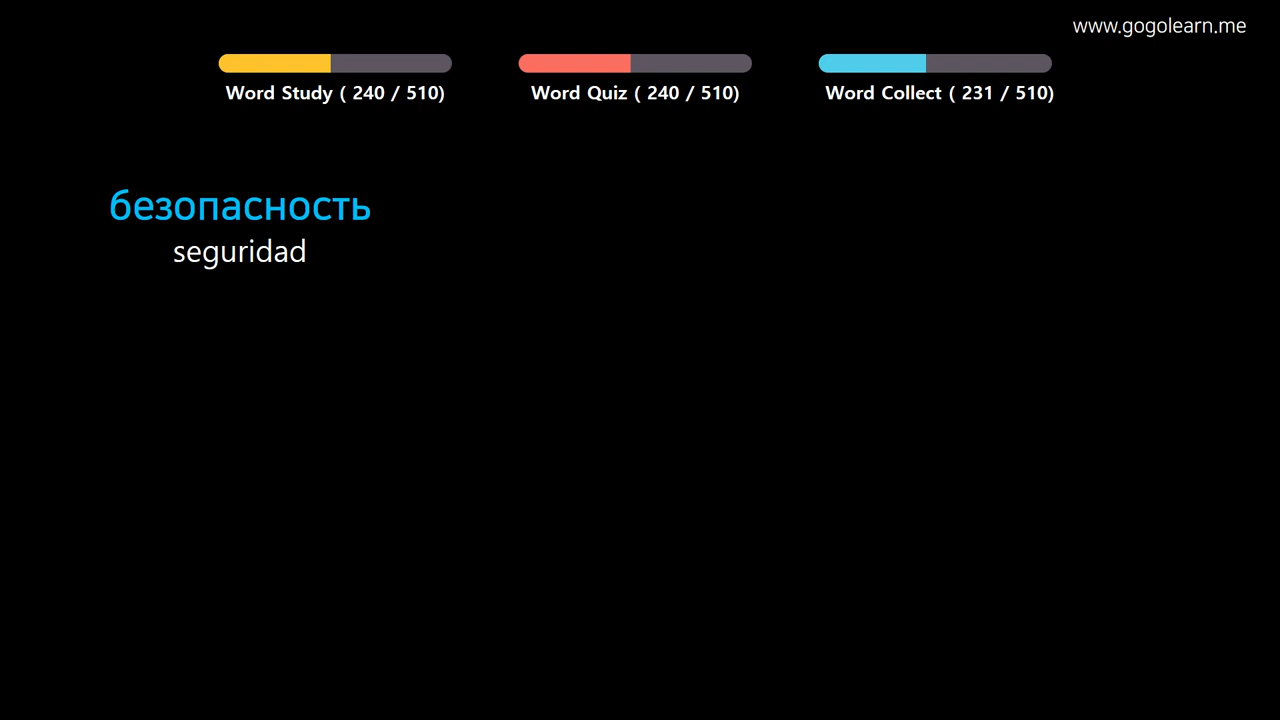 www.gogolearn.me
Word Study ( 240 / 510)
Word Quiz ( 240 / 510)
Word Collect ( 231 / 510)
безопасность
seguridad